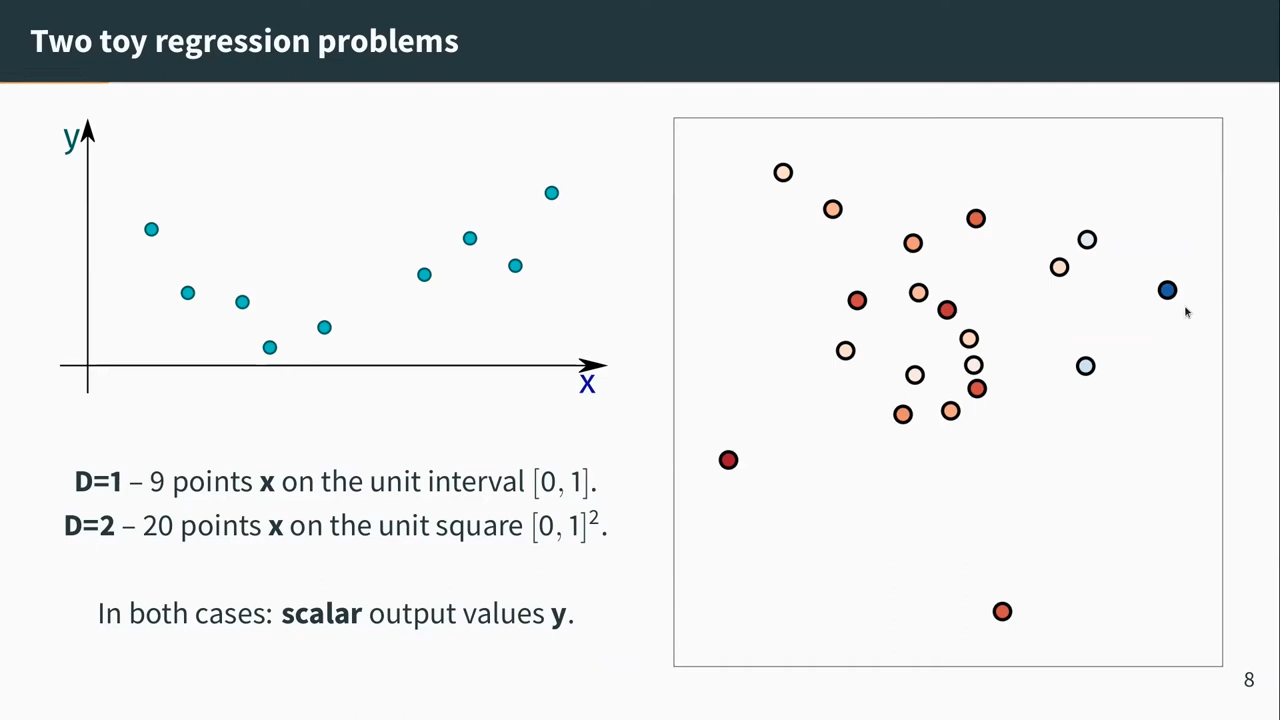 Two toy regression problems
y
x
D=1 – 9 points x on the unit interval [0, 1].
D=2 – 20 points x on the unit square [0, 1]².
In both cases: scalar output values y.
8